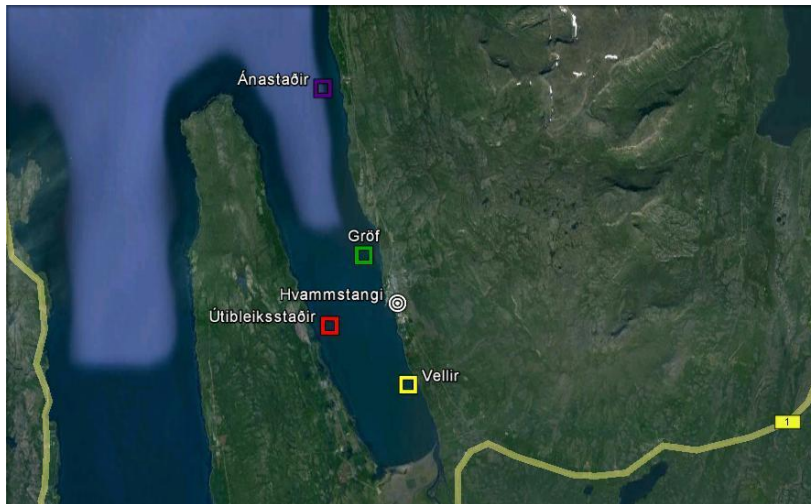 Ánastaðir
Gröf
Hvammstangi
Útibleiksstaðir
Vellir
1